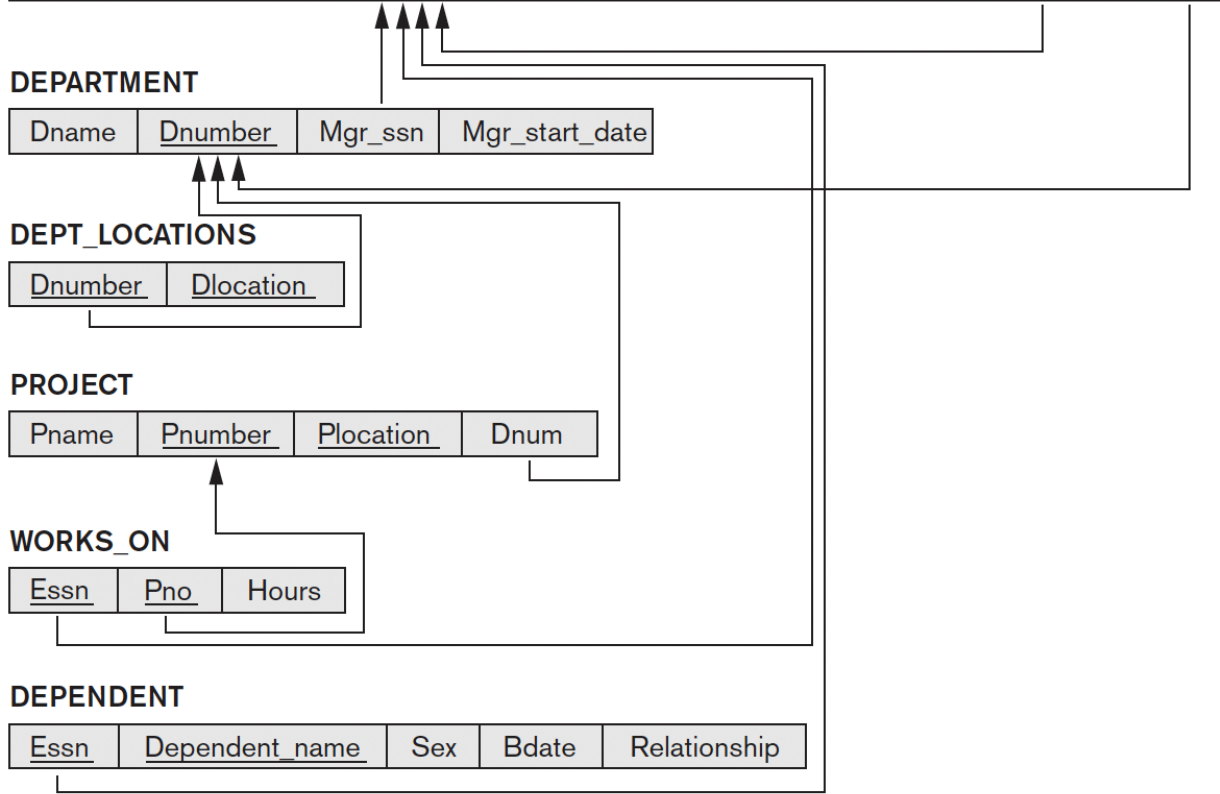 DEPARTMENT
Dname Dnumber Mgr_ssn Mgr_start_date
DEPT_LOCATIONS
Dnumber Dlocation
PROJECT
Pname Pnumber Plocation Dnum
WORKS_ON
Essn Pno Hours
DEPENDENT
Essn Dependent_name Sex Bdate Relationship